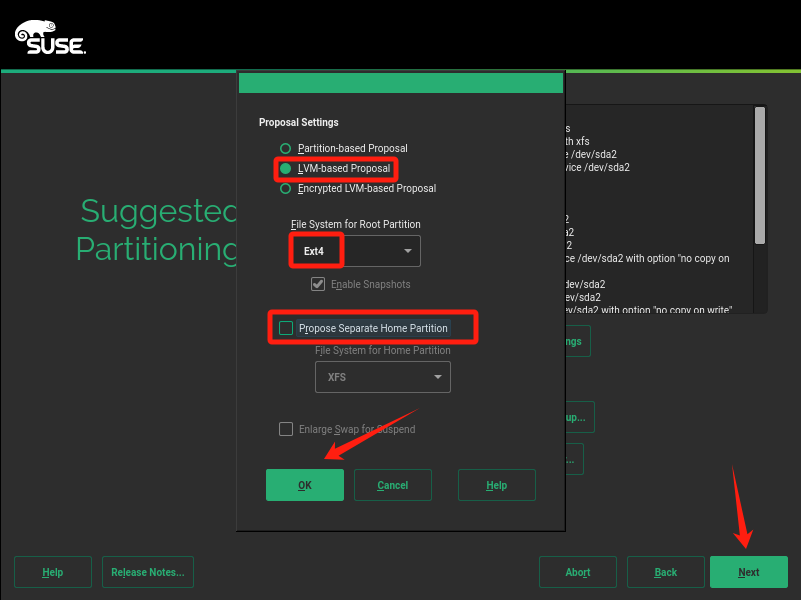 SUSE.
Proposal Settings
Partition-based Proposal
LVM-based Proposal
Encrypted LVM-based Proposal
File System for Root Partition
Ext4
Enable Snapshots
Propose Separate Home Partition
File System for Home Partition
XFS
Enlarge Swap for Suspend
OK
Cancel
Help
Suggested
Partitioning
s
th xfs
e /dev/sda2
vice /dev/sda2
2
a2
2
ce /dev/sda2 with option "no copy on
dev/sda2
ev/sda2
ev/sda2 with option "no copy on write"
ngs
up...
...
Help
Release Notes...
Abort
Back
Next